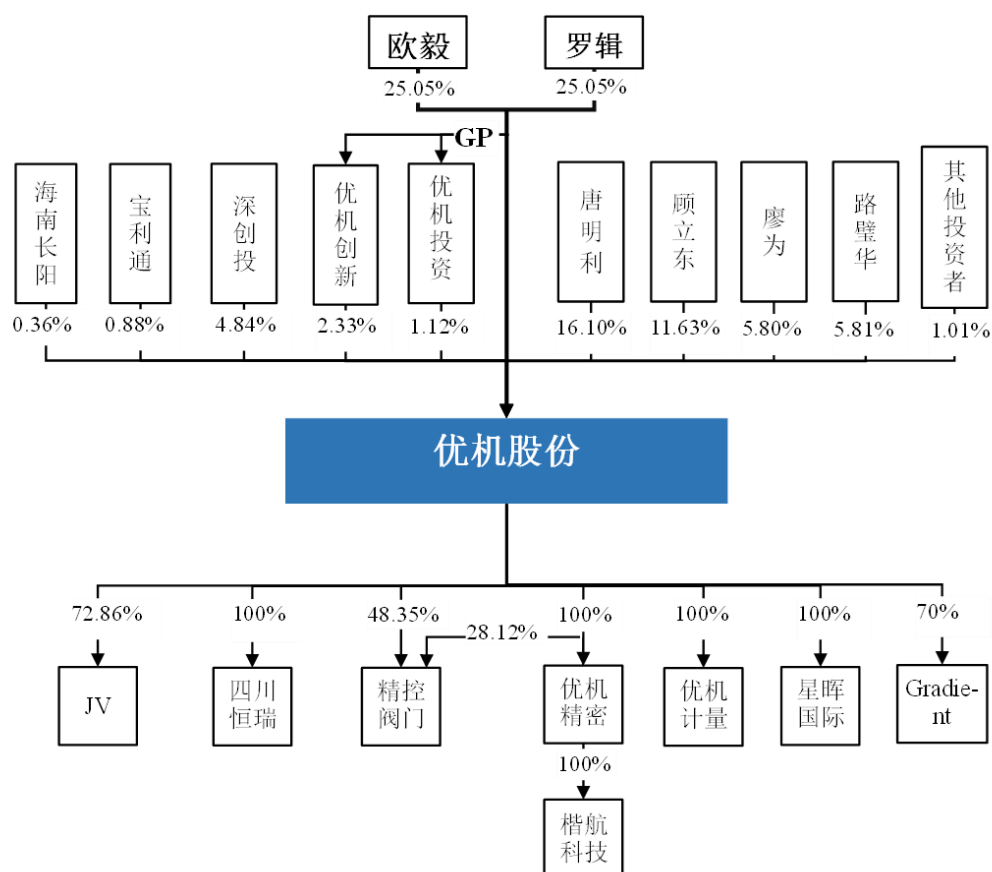 欧毅
罗辑
25.05%
25.05%
GP
海南长阳
宝利通
深创投
优机创新
优机投资
唐明利
顾立东
廖为
路璧华
其他投资者
0.36%
0.88%
4.84%
2.33%
1.12%
16.10%
11.63%
5.80%
5.81%
1.01%
优机股份
72.86%
100%
48.35%
28.12%
100%
100%
100%
70%
JV
四川
恒瑞
精控
阀门
优机
精密
优机
计量
星晖
国际
Gradie-
nt
100%
楷航
科技